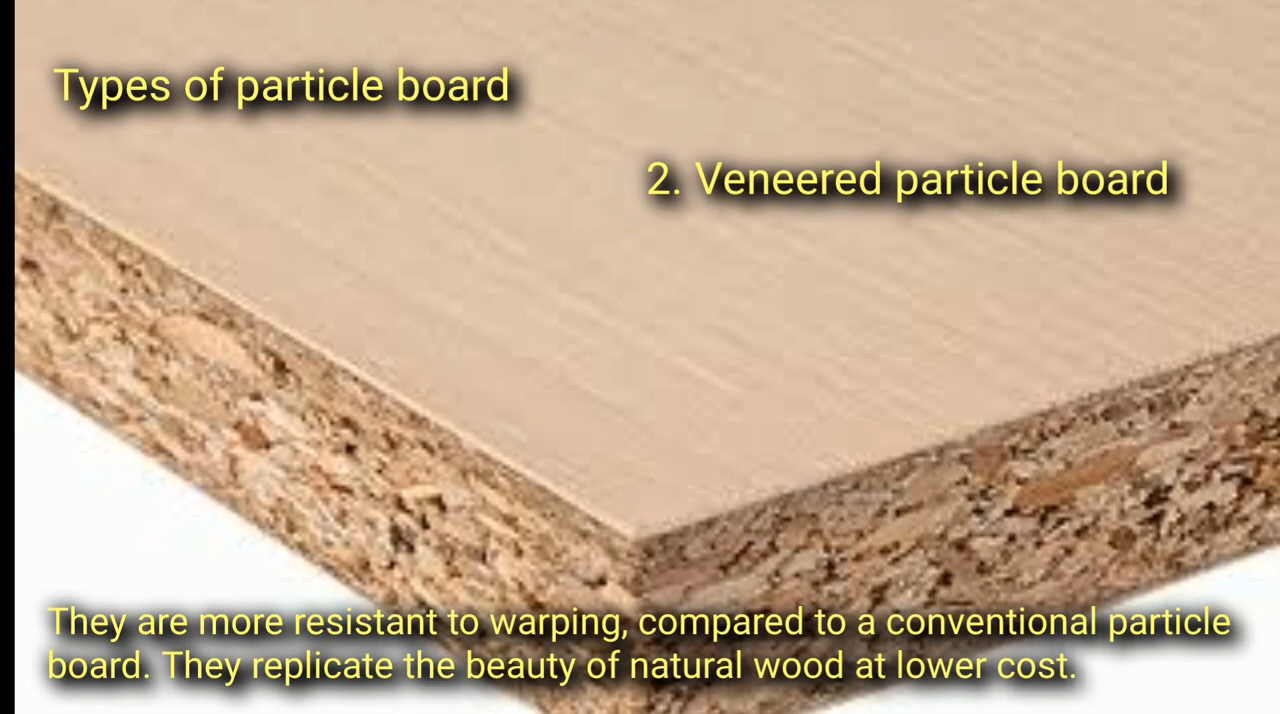 Types of particle board
2. Veneered particle board
They are more resistant to warping, compared to a conventional particle
board. They replicate the beauty of natural wood at lower cost.